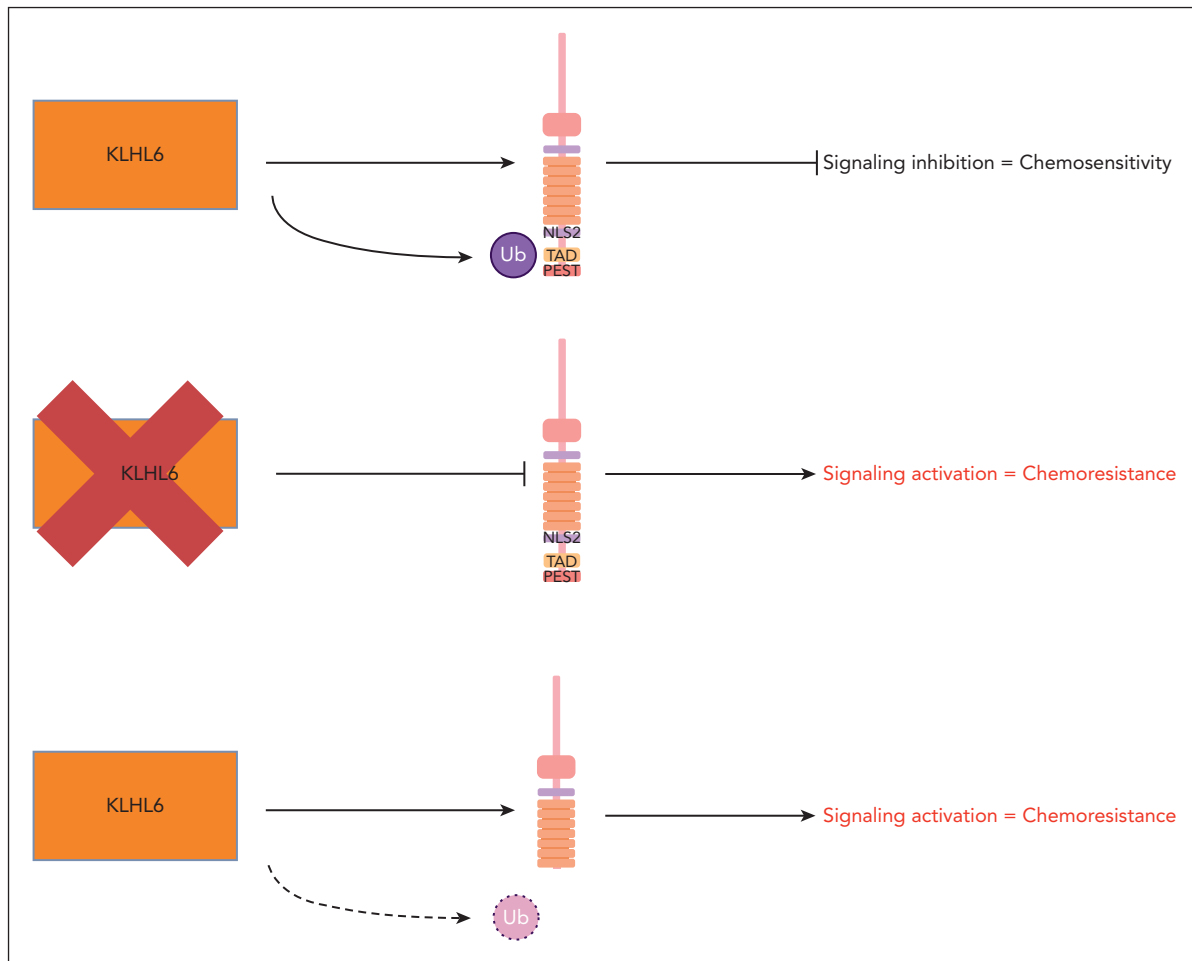 KLHL6
Signaling inhibition = Chemosensitivity
NLS2
Ub
TAD
PEST
KLHL6
Signaling activation = Chemoresistance
NLS2
TAD
PEST
KLHL6
Signaling activation = Chemoresistance
Ub